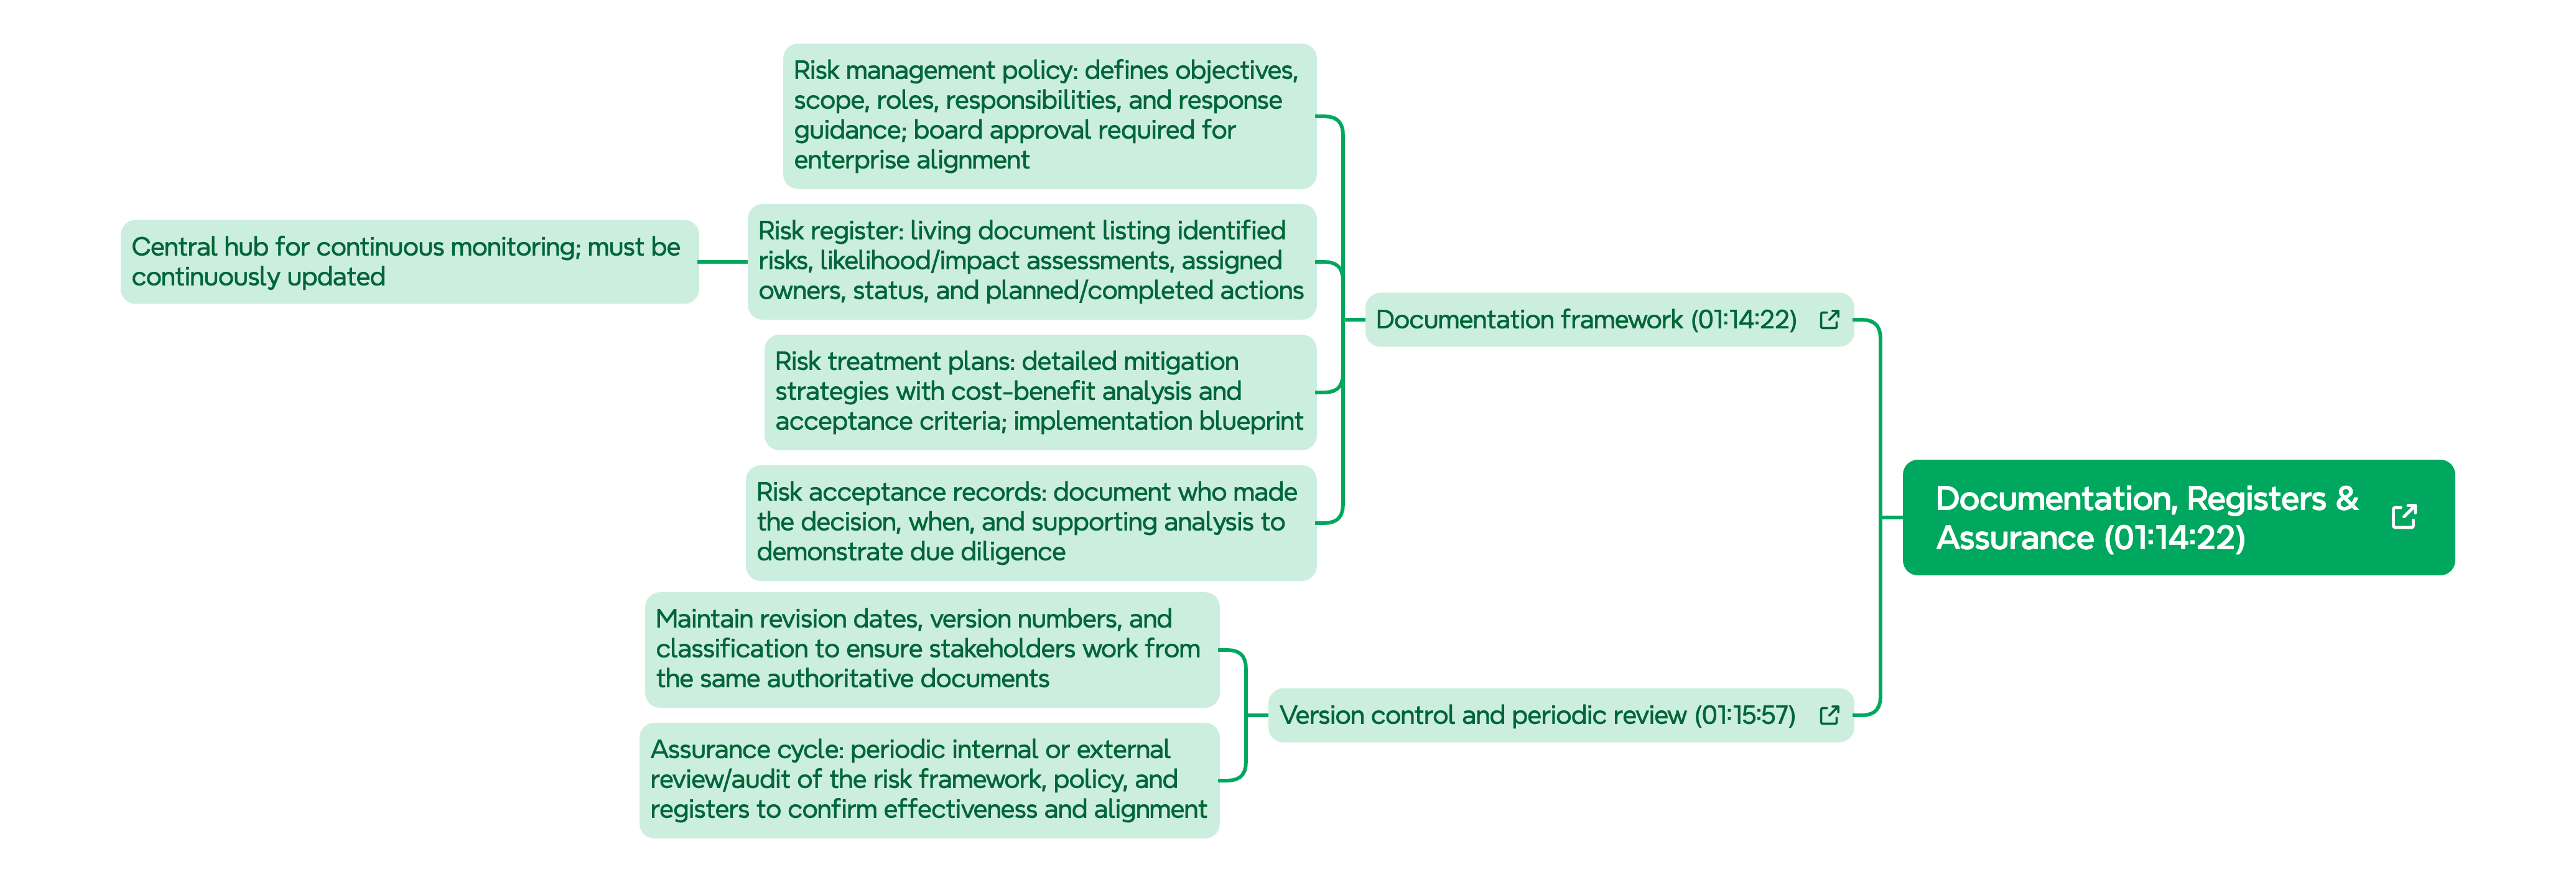 Documentation, Registers &
Assurance (01:14:22)
Documentation framework (01:14:22)
Risk management policy: defines objectives,
scope, roles, responsibilities, and response
guidance; board approval required for
enterprise alignment
Risk register: living document listing identified
risks, likelihood/impact assessments, assigned
owners, status, and planned/completed actions
Central hub for continuous monitoring; must be
continuously updated
Risk treatment plans: detailed mitigation
strategies with cost-benefit analysis and
acceptance criteria; implementation blueprint
Risk acceptance records: document who made
the decision, when, and supporting analysis to
demonstrate due diligence
Version control and periodic review (01:15:57)
Maintain revision dates, version numbers, and
classification to ensure stakeholders work from
the same authoritative documents
Assurance cycle: periodic internal or external
review/audit of the risk framework, policy, and
registers to confirm effectiveness and alignment